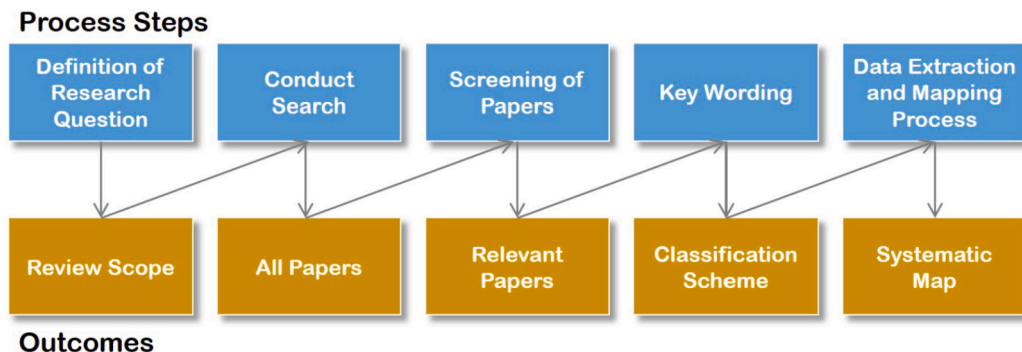 Process Steps
Definition of
Research
Question
Conduct
Search
Screening of
Papers
Key Wording
Data Extraction
and Mapping
Process
Review Scope
All Papers
Relevant
Papers
Classification
Scheme
Systematic
Map
Outcomes